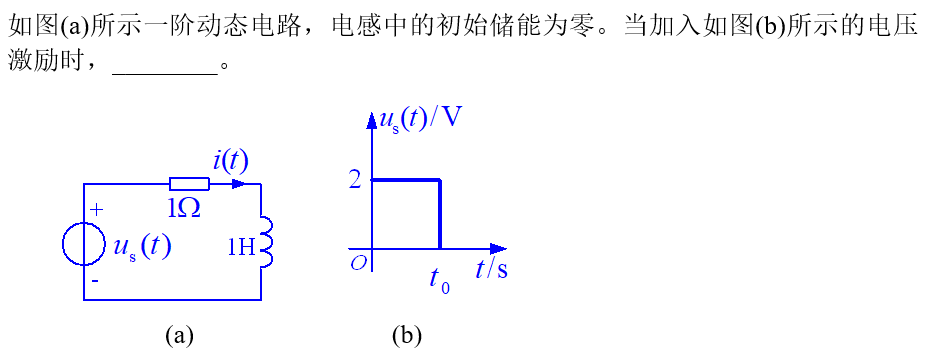 如图(a)所示一阶动态电路，电感中的初始储能为零。当加入如图(b)所示的电压
激励时，________。
uₛ(t)/V
i(t)
2
1Ω
+
uₛ(t)
1H
-
O
t₀
t/s
(a)
(b)